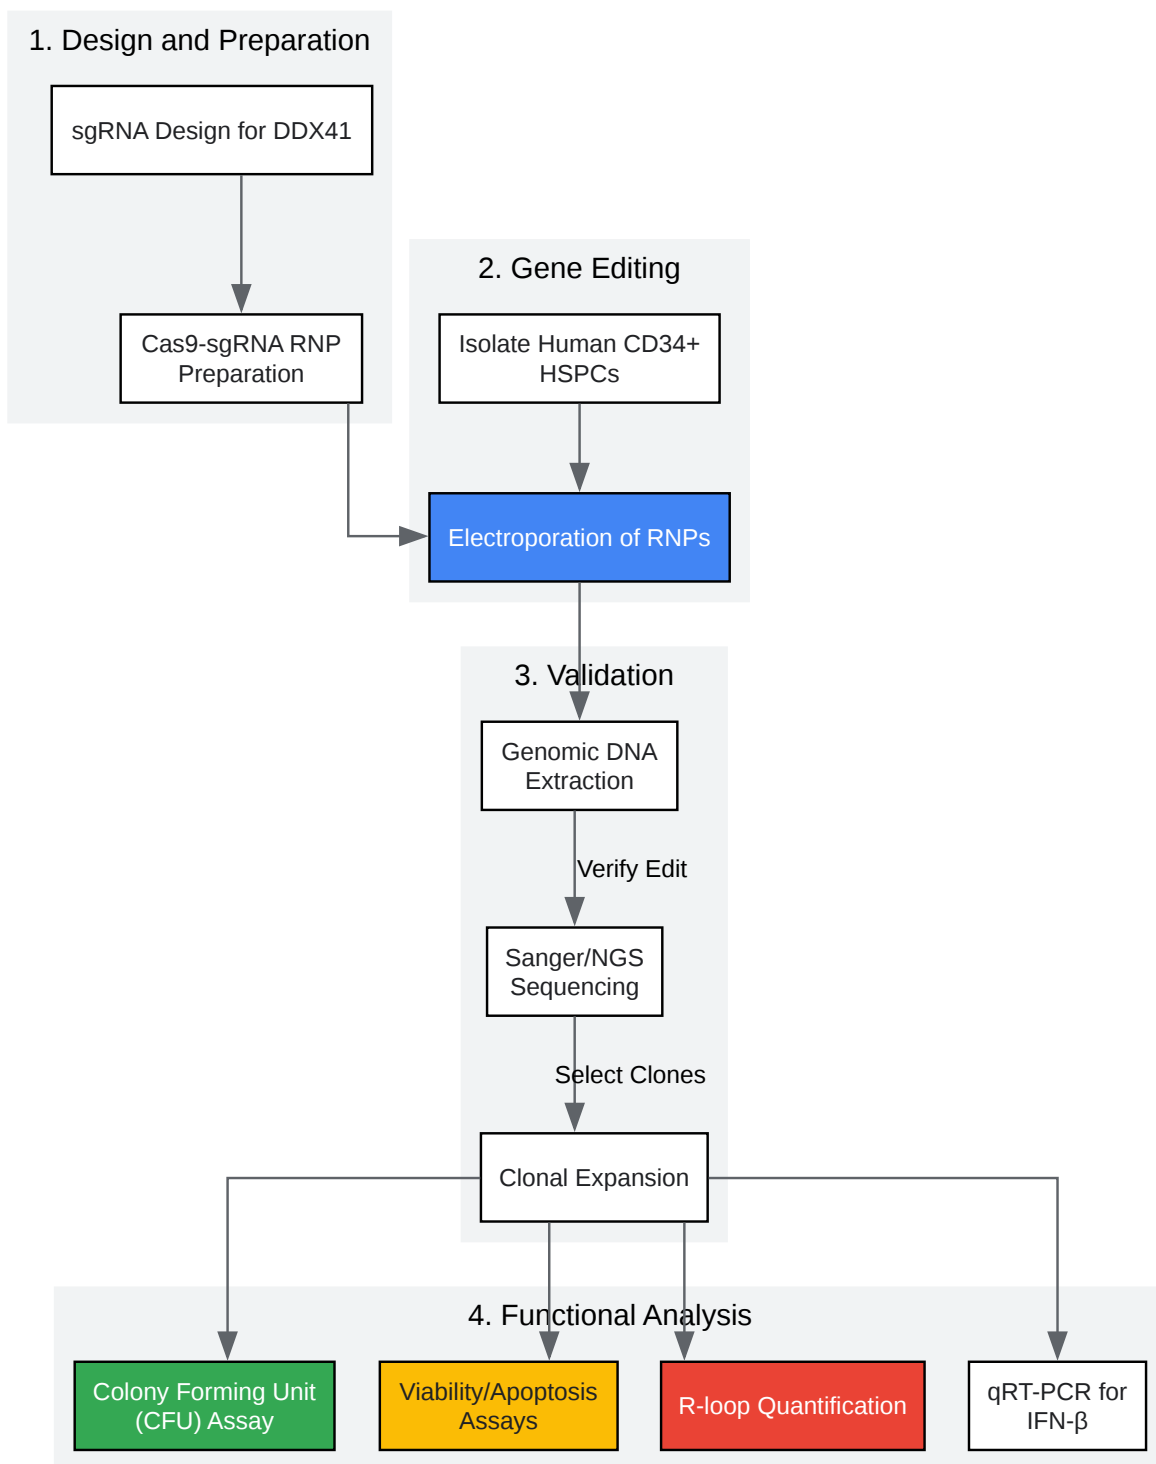 1. Design and Preparation
sgRNA Design for DDX41
Cas9-sgRNA RNP
Preparation
2. Gene Editing
Isolate Human CD34+
HSPCs
Electroporation of RNPs
3. Validation
Genomic DNA
Extraction
Verify Edit
Sanger/NGS
Sequencing
Select Clones
Clonal Expansion
4. Functional Analysis
Colony Forming Unit
(CFU) Assay
Viability/Apoptosis
Assays
R-loop Quantification
qRT-PCR for
IFN-β